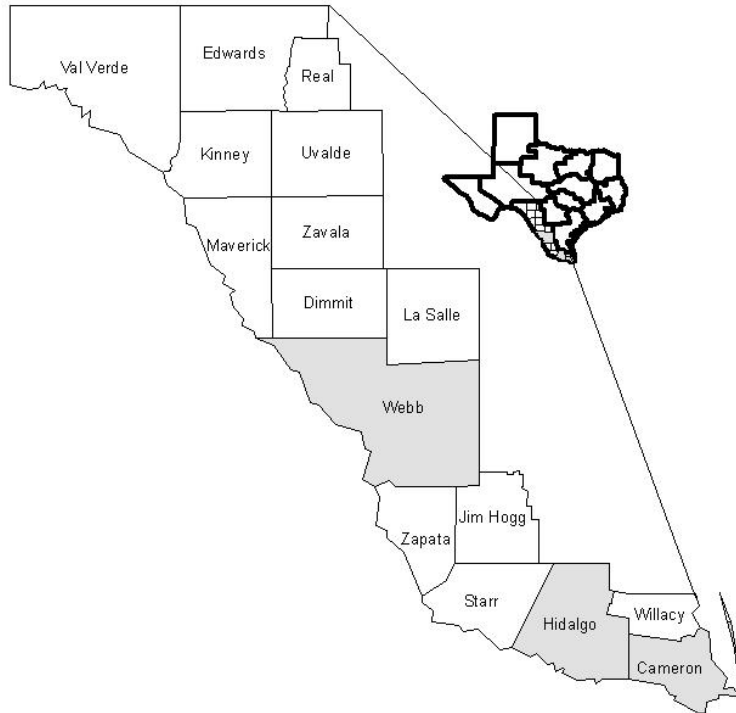 Edwards
Val Verde
Real
Kinney
Uvalde
Zavala
Maverick
Dimmit
La Salle
Webb
Jim Hogg
Zapata
Starr
Willacy
Hidalgo
Cameron